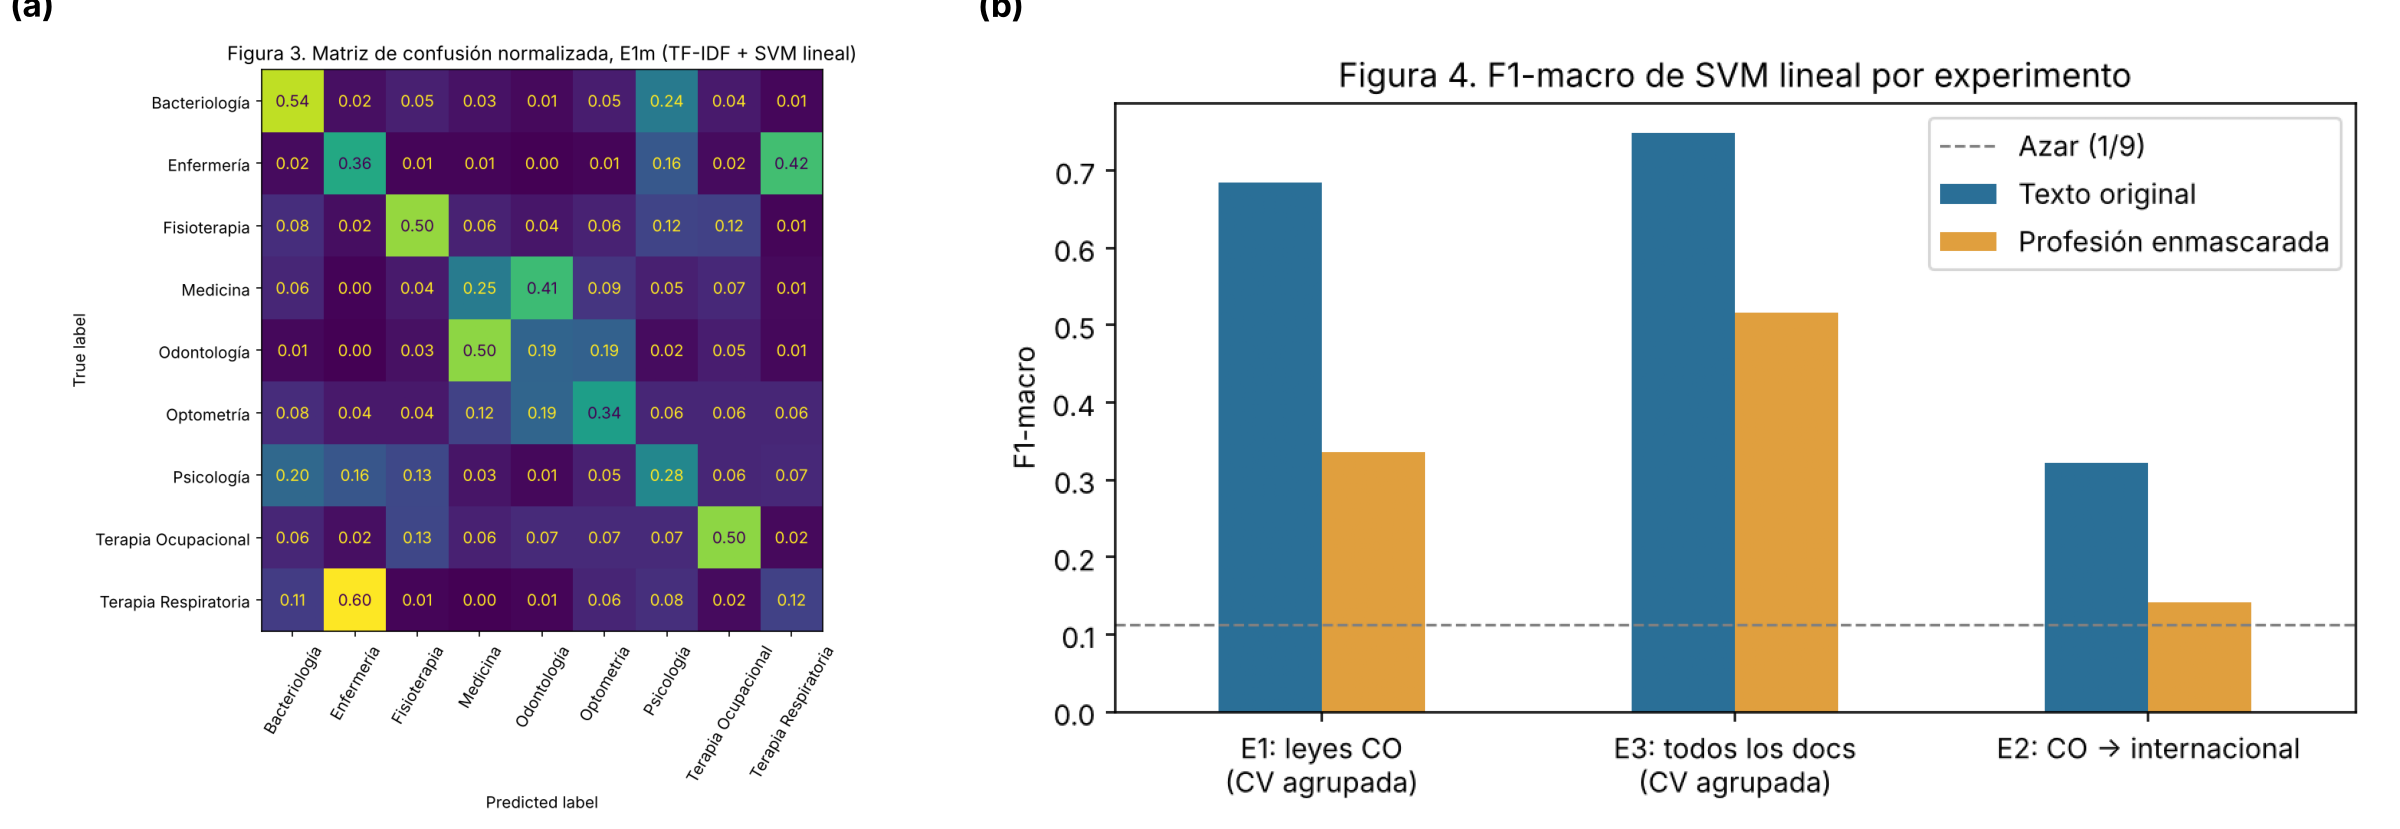 (a)
Figura 3. Matriz de confusión normalizada, E1m (TF-IDF + SVM lineal)
True label
Bacteriología 0.54 0.02 0.05 0.03 0.01 0.05 0.24 0.04 0.01
Enfermería 0.02 0.36 0.01 0.01 0.00 0.01 0.16 0.02 0.42
Fisioterapia 0.08 0.02 0.50 0.06 0.04 0.06 0.12 0.12 0.01
Medicina 0.06 0.00 0.04 0.25 0.41 0.09 0.05 0.07 0.01
Odontología 0.01 0.00 0.03 0.50 0.19 0.19 0.02 0.05 0.01
Optometría 0.08 0.04 0.04 0.12 0.19 0.34 0.06 0.06 0.06
Psicología 0.20 0.16 0.13 0.03 0.01 0.05 0.28 0.06 0.07
Terapia Ocupacional 0.06 0.02 0.13 0.06 0.07 0.07 0.07 0.50 0.02
Terapia Respiratoria 0.11 0.60 0.01 0.00 0.01 0.06 0.08 0.02 0.12
Bacteriología
Enfermería
Fisioterapia
Medicina
Odontología
Optometría
Psicología
Terapia Ocupacional
Terapia Respiratoria
Predicted label
(b)
Figura 4. F1-macro de SVM lineal por experimento
Azar (1/9)
Texto original
Profesión enmascarada
F1-macro
0.7
0.6
0.5
0.4
0.3
0.2
0.1
0.0
E1: leyes CO
(CV agrupada)
E3: todos los docs
(CV agrupada)
E2: CO → internacional